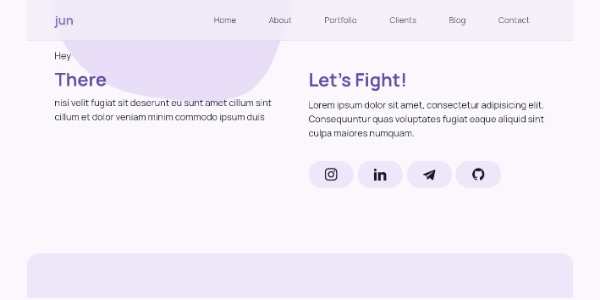 jun
Home About Portfolio Clients Blog Contact
Hey
There
nisi velit fugiat sit deserunt eu sunt amet cillum sint
cillum et dolor veniam minim commodo ipsum duis
Let's Fight!
Lorem ipsum dolor sit amet, consectetur adipisicing elit.
Consequuntur quas voluptates fugiat eaque aliquid sint
culpa maiores numquam.
in